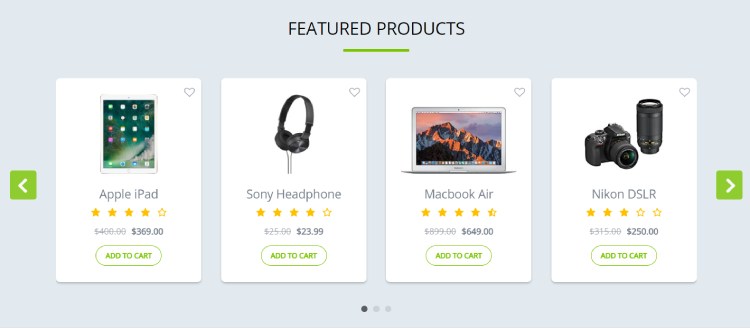 FEATURED PRODUCTS
Apple iPad
$400.00 $369.00
ADD TO CART
Sony Headphone
$25.00 $23.99
ADD TO CART
Macbook Air
$899.00 $649.00
ADD TO CART
Nikon DSLR
$315.00 $250.00
ADD TO CART